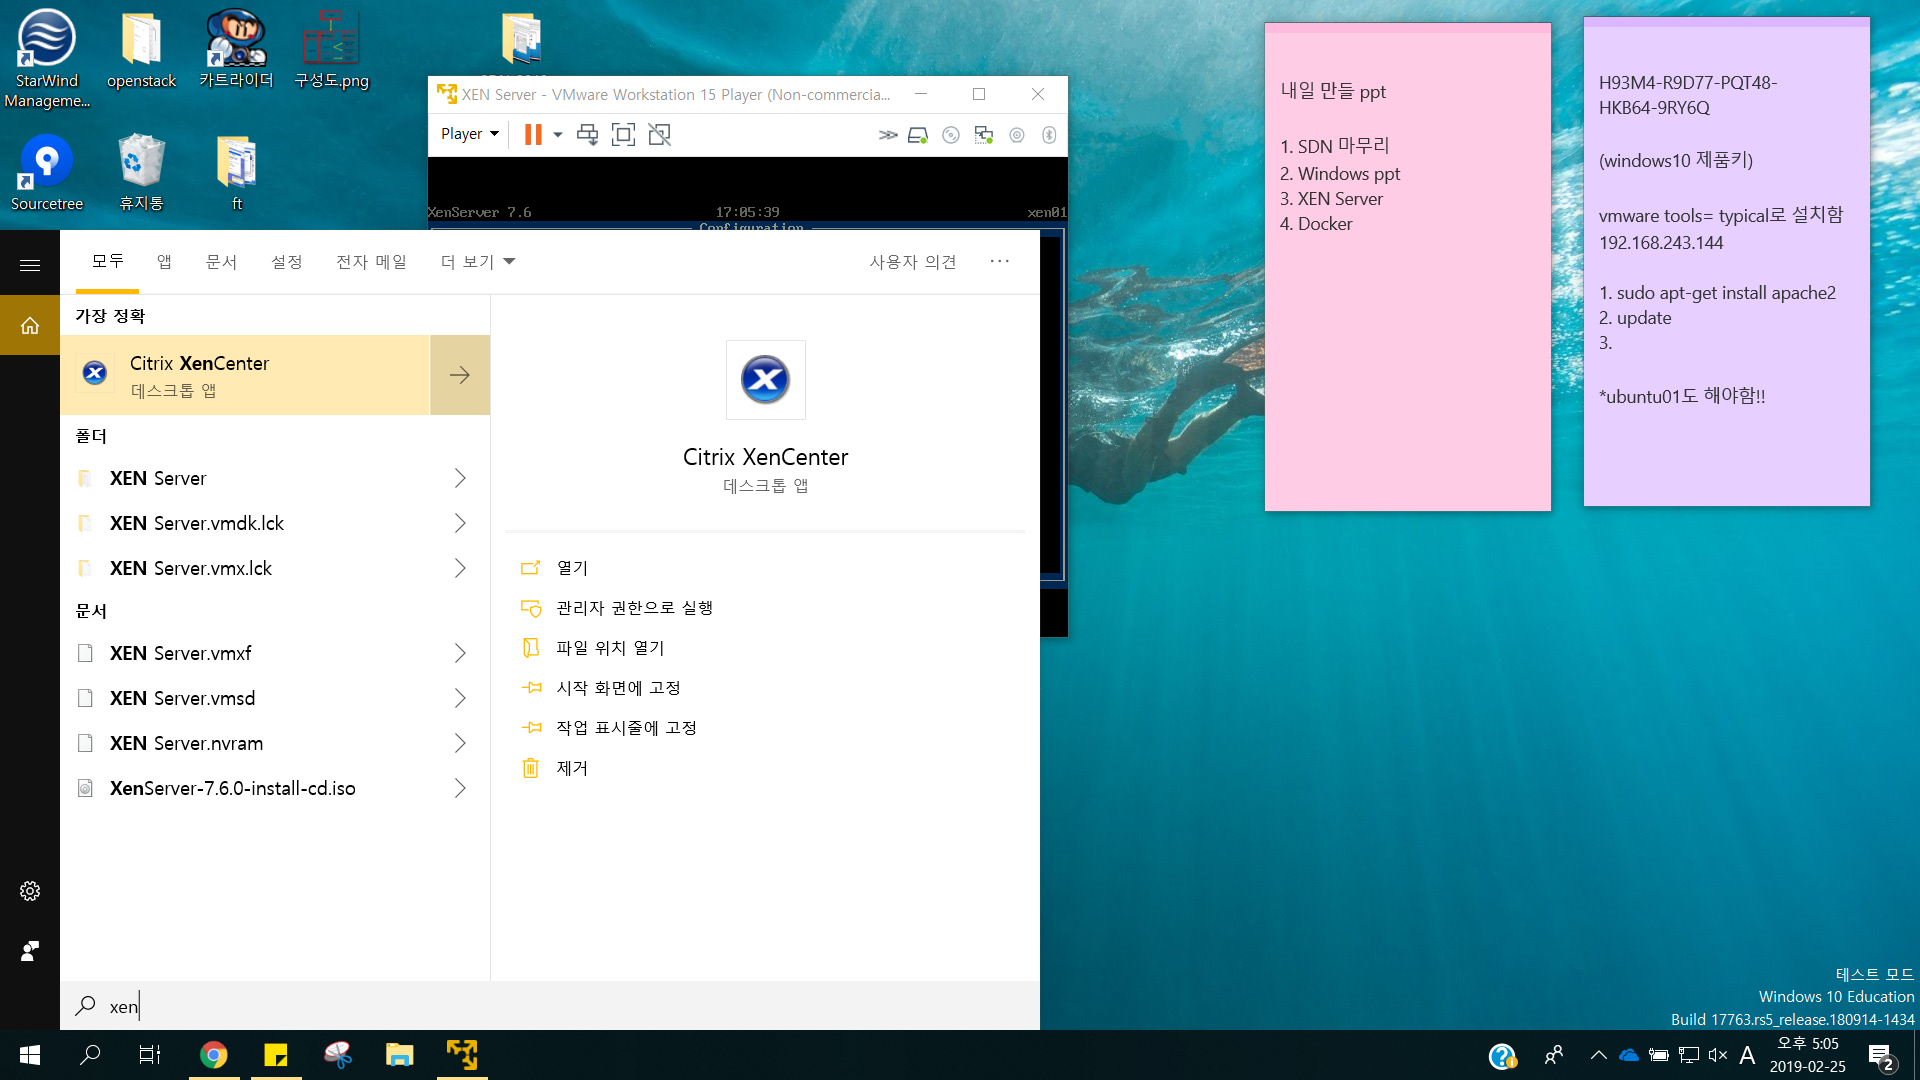 StarWind
Manageme...
openstack
카트라이더
구성도.png
Sourcetree
휴지통
ft
XEN Server - VMware Workstation 15 Player (Non-commercia...
Player
XenServer 7.6
17:05:39
xen01
Configuration
모두
앱
문서
설정
전자 메일
더 보기
사용자 의견
가장 정확
Citrix XenCenter
데스크톱 앱
폴더
XEN Server
XEN Server.vmdk.lck
XEN Server.vmx.lck
문서
XEN Server.vmxf
XEN Server.vmsd
XEN Server.nvram
XenServer-7.6.0-install-cd.iso
Citrix XenCenter
데스크톱 앱
열기
관리자 권한으로 실행
파일 위치 열기
시작 화면에 고정
작업 표시줄에 고정
제거
xen
내일 만들 ppt
1. SDN 마무리
2. Windows ppt
3. XEN Server
4. Docker
H93M4-R9D77-PQT48-
HKB64-9RY6Q
(windows10 제품키)
vmware tools= typical로 설치함
192.168.243.144
1. sudo apt-get install apache2
2. update
3.
*ubuntu01도 해야함!!
테스트 모드
Windows 10 Education
Build 17763.rs5_release.180914-1434
A
오후 5:05
2019-02-25
2